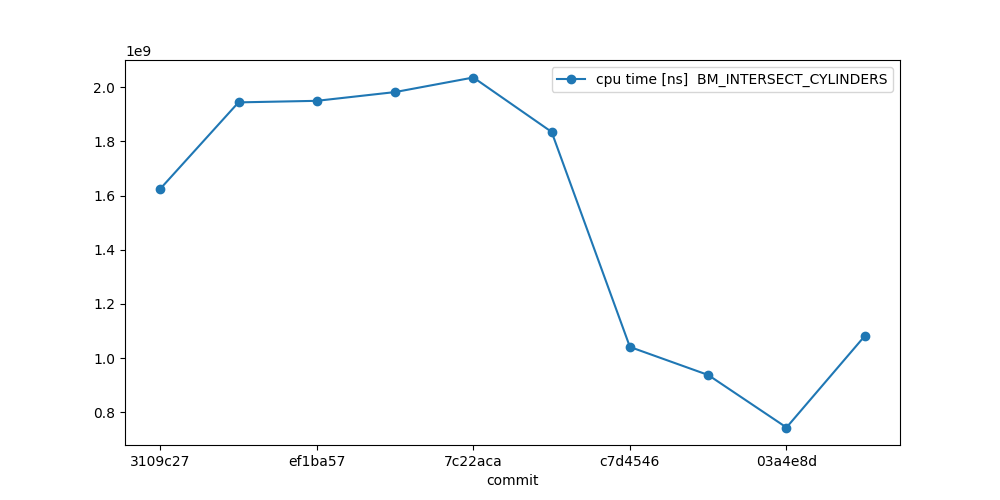 1e9
cpu time [ns]  BM_INTERSECT_CYLINDERS
2.0
1.8
1.6
1.4
1.2
1.0
0.8
3109c27
ef1ba57
7c22aca
c7d4546
03a4e8d
commit